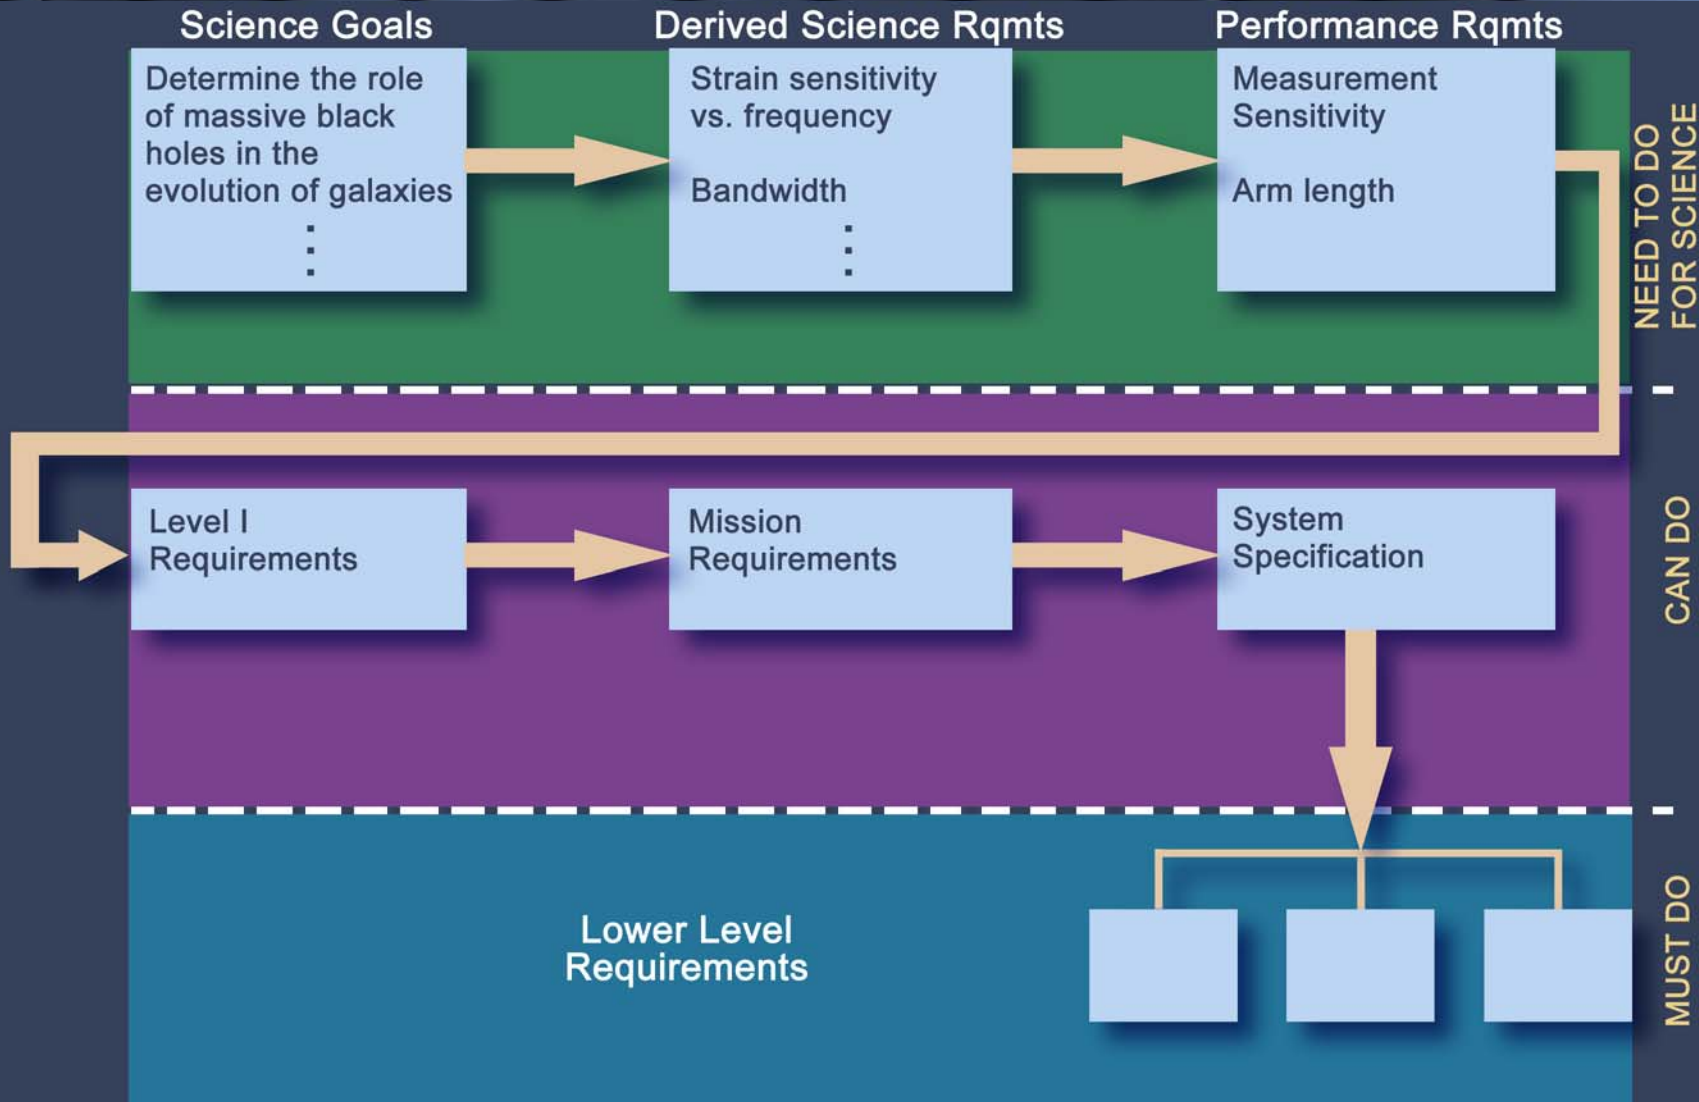 Science Goals
Derived Science Rqmts
Performance Rqmts
Determine the role
of massive black
holes in the
evolution of galaxies
Strain sensitivity
vs. frequency
Bandwidth
Measurement
Sensitivity
Arm length
NEED TO DO
FOR SCIENCE
Level I
Requirements
Mission
Requirements
System
Specification
CAN DO
Lower Level
Requirements
MUST DO